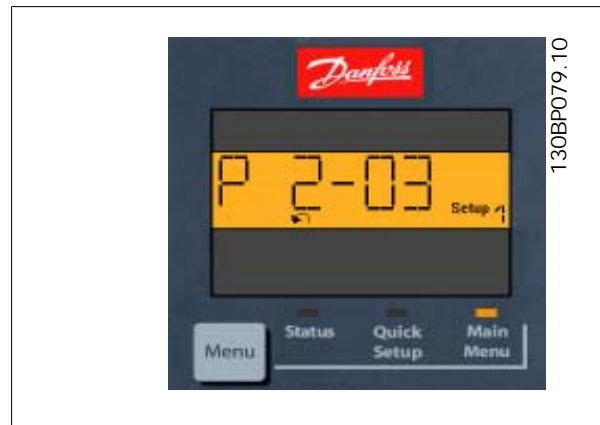 Danfoss
P 2-03
Setup 1
Menu
Status
Quick Setup
Main Menu
130BP079.10